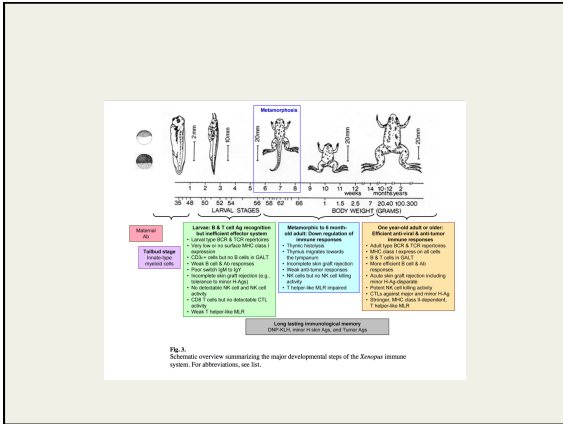 Metamorphosis
2mm
10mm
20mm
20mm
20mm
1 2 3 4 5 6 7 8 9 10 11 12 14 10-12 2
weeks months years
35 48 50 52 54 56 58 62 66 1 1.5 2.5 7 20.40 100.300
LARVAL STAGES BODY WEIGHT (GRAMS)
Maternal
Ab
Tailbud stage
Innate-type
myeloid cells
Larvae: B & T cell Ag recognition
but inefficient effector system
• Larval type BCR & TCR repertoires
• Very low or no surface MHC class I
expression
• CD3/+ cells but no B cells in GALT
• Weak B cell & Ab responses
• Poor switch IgM to IgY
• Incomplete skin graft rejection (e.g.,
tolerance to minor H-Ags)
• No detectable NK cell and NK cell
activity
• CD8 T cells but no detectable CTL
activity
• Weak T helper-like MLR
Metamorphic to 6 month-
old adult: Down regulation of
immune responses
• Thymic histolysis
• Thymus migrates towards
the tympanum
• Incomplete skin graft rejection
• Weak anti-tumor responses
• NK cells but no NK cell killing
activity
• T helper-like MLR impaired
One year-old adult or older:
Efficient anti-viral & anti-tumor
immune responses
• Adult type BCR & TCR repertoires
• MHC class I express on all cells
• B & T cells in GALT
• More efficient B cell & Ab
responses
• Acute skin graft rejection including
minor H-Ag-disparate
• Potent NK cell killing activity
• CTLs against major and minor H-Ag
• Stronger, MHC class II-dependent,
T helper-like MLR
Long lasting immunological memory
DNP-KLH, minor H skin Ags, and Tumor Ags
Fig. 3.
Schematic overview summarizing the major developmental steps of the Xenopus immune
system. For abbreviations, see list.